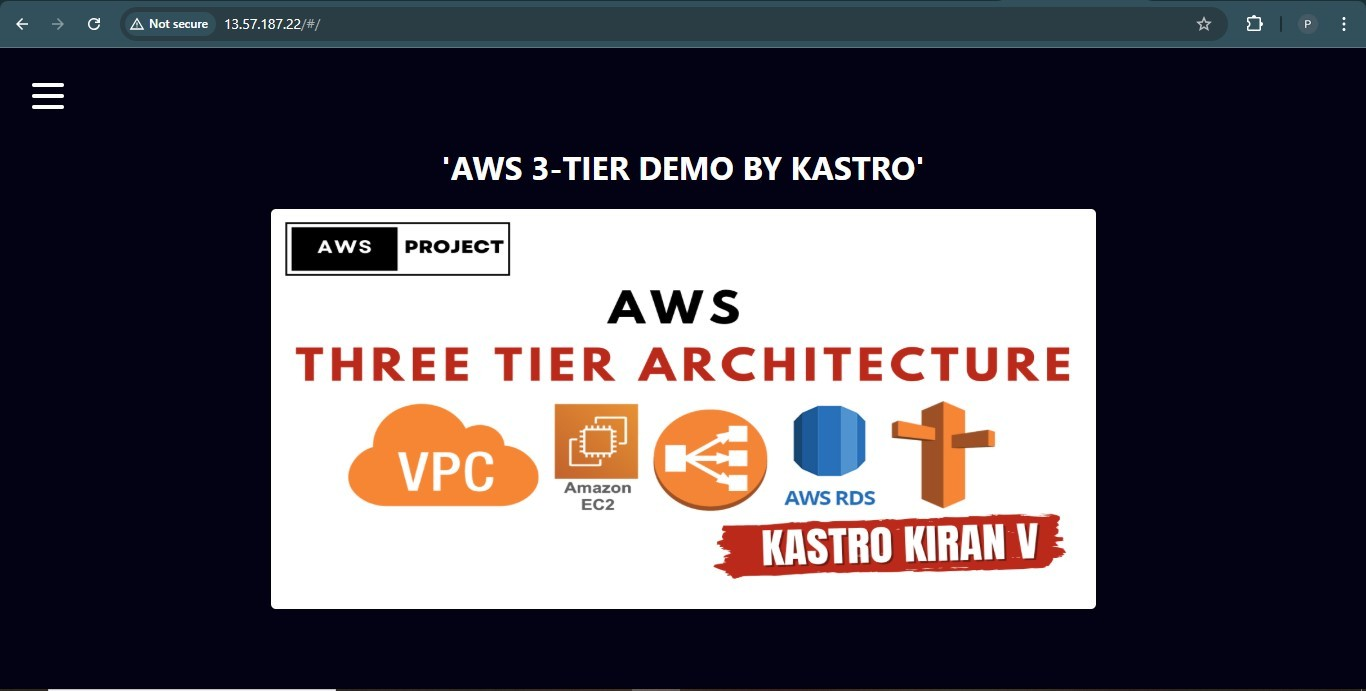 Not secure
13.57.187.22/#/
P
'AWS 3-TIER DEMO BY KASTRO'
AWS PROJECT
AWS
THREE TIER ARCHITECTURE
VPC
Amazon
EC2
AWS RDS
KASTRO KIRAN V